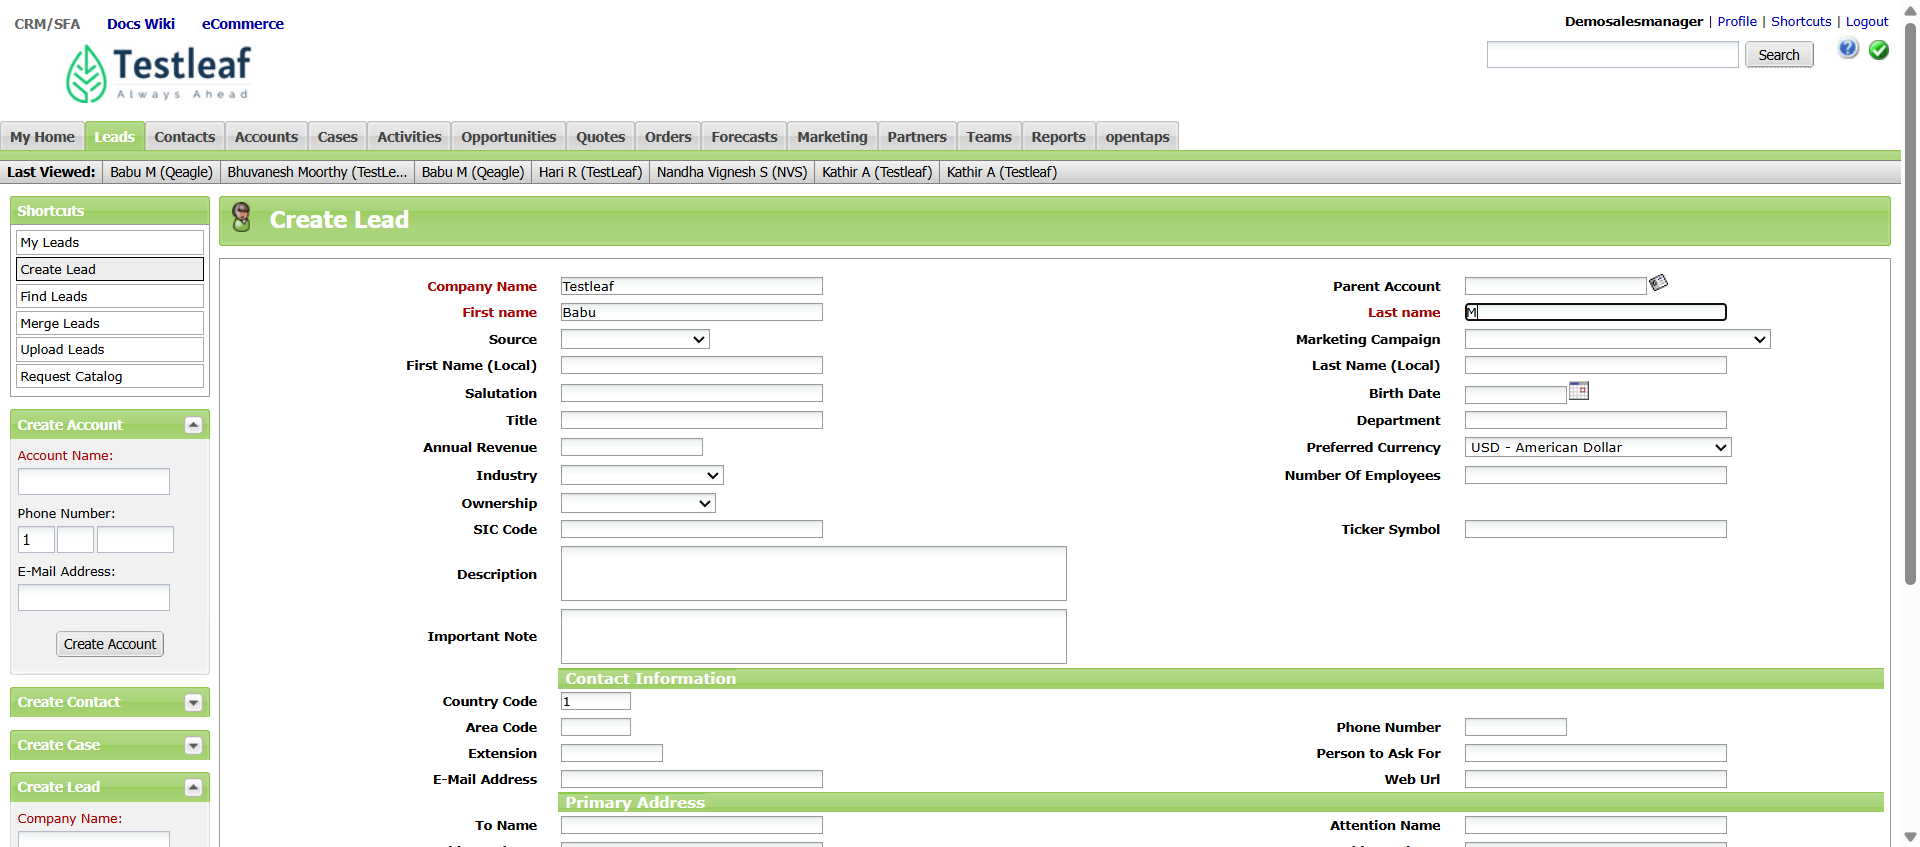 CRM/SFA Docs Wiki eCommerce
Demosalesmanager | Profile | Shortcuts | Logout
Testleaf
Always Ahead
Search
My Home Leads Contacts Accounts Cases Activities Opportunities Quotes Orders Forecasts Marketing Partners Teams Reports opentaps
Last Viewed: Babu M (Qeagle) Bhuvanesh Moorthy (TestLe... Babu M (Qeagle) Hari R (TestLeaf) Nandha Vignesh S (NVS) Kathir A (Testleaf) Kathir A (Testleaf)
Shortcuts
My Leads
Create Lead
Find Leads
Merge Leads
Upload Leads
Request Catalog
Create Account
Account Name:
Phone Number:
1
E-Mail Address:
Create Account
Create Contact
Create Case
Create Lead
Company Name:
Create Lead
Company Name Testleaf Parent Account
First name Babu Last name M
Source Marketing Campaign
First Name (Local) Last Name (Local)
Salutation Birth Date
Title Department
Annual Revenue Preferred Currency USD - American Dollar
Industry Number Of Employees
Ownership
SIC Code Ticker Symbol
Description
Important Note
Contact Information
Country Code 1
Area Code Phone Number
Extension Person to Ask For
E-Mail Address Web Url
Primary Address
To Name Attention Name